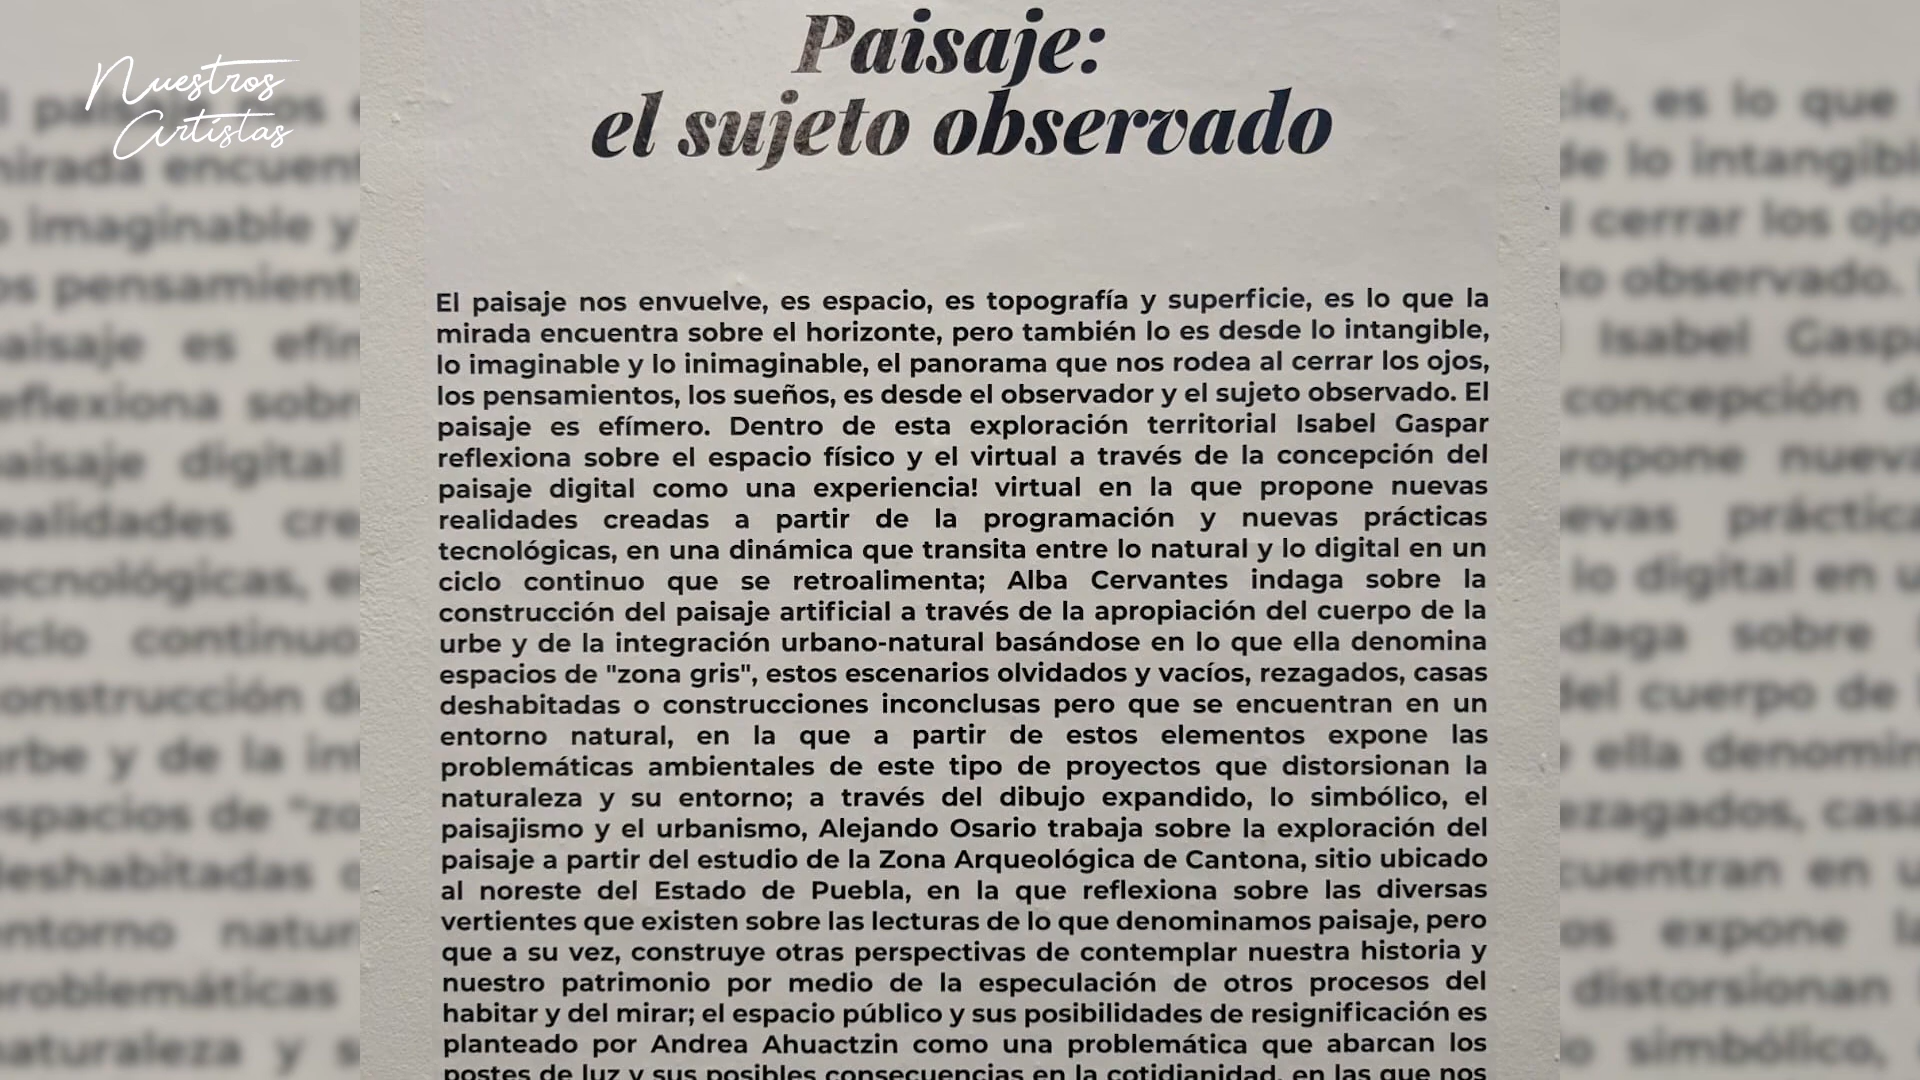 Nuestros
Artistas
Paisaje:
el sujeto observado
El paisaje nos envuelve, es espacio, es topografía y superficie, es lo que la
mirada encuentra sobre el horizonte, pero también lo es desde lo intangible,
lo imaginable y lo inimaginable, el panorama que nos rodea al cerrar los ojos,
los pensamientos, los sueños, es desde el observador y el sujeto observado. El
paisaje es efímero. Dentro de esta exploración territorial Isabel Gaspar
reflexiona sobre el espacio físico y el virtual a través de la concepción del
paisaje digital como una experiencia! virtual en la que propone nuevas
realidades creadas a partir de la programación y nuevas prácticas
tecnológicas, en una dinámica que transita entre lo natural y lo digital en un
ciclo continuo que se retroalimenta; Alba Cervantes indaga sobre la
construcción del paisaje artificial a través de la apropiación del cuerpo de la
urbe y de la integración urbano-natural basándose en lo que ella denomina
espacios de "zona gris", estos escenarios olvidados y vacíos, rezagados, casas
deshabitadas o construcciones inconclusas pero que se encuentran en un
entorno natural, en la que a partir de estos elementos expone las
problemáticas ambientales de este tipo de proyectos que distorsionan la
naturaleza y su entorno; a través del dibujo expandido, lo simbólico, el
paisajismo y el urbanismo, Alejando Osario trabaja sobre la exploración del
paisaje a partir del estudio de la Zona Arqueológica de Cantona, sitio ubicado
al noreste del Estado de Puebla, en la que reflexiona sobre las diversas
vertientes que existen sobre las lecturas de lo que denominamos paisaje, pero
que a su vez, construye otras perspectivas de contemplar nuestra historia y
nuestro patrimonio por medio de la especulación de otros procesos del
habitar y del mirar; el espacio público y sus posibilidades de resignificación es
planteado por Andrea Ahuactzin como una problemática que abarcan los
postes de luz y sus posibles consecuencias en la cotidianidad, en las que nos